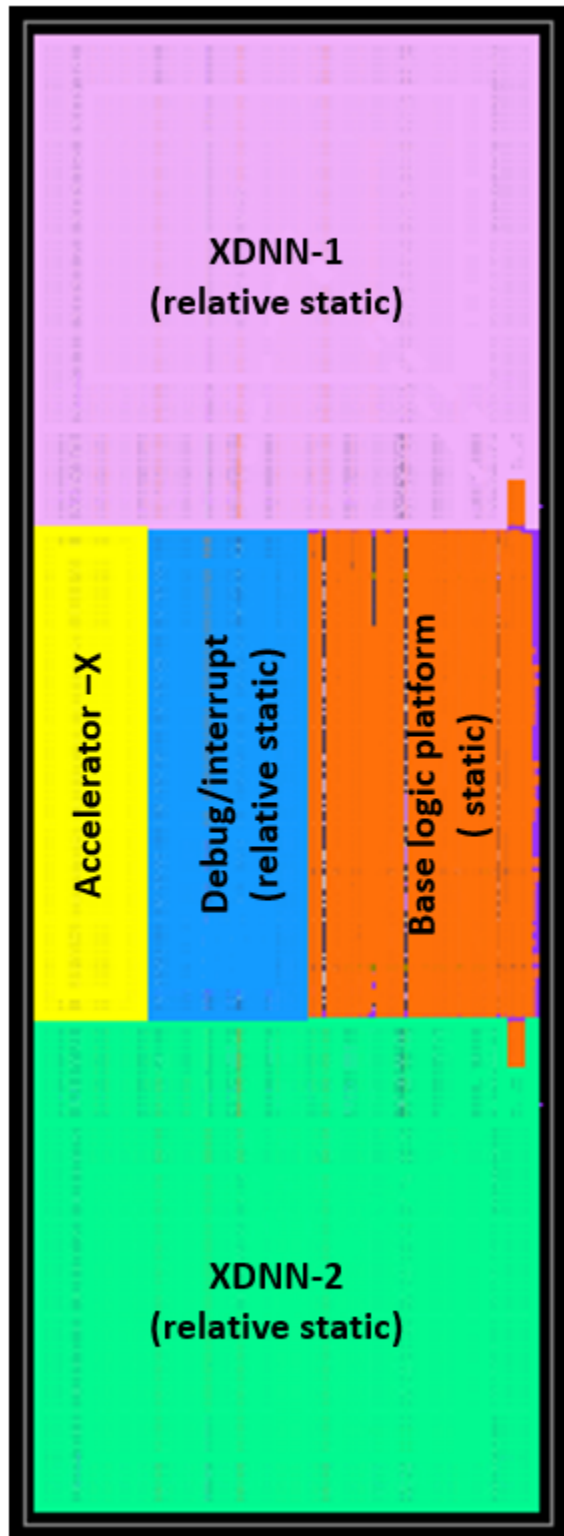 XDNN-1
(relative static)
Accelerator –X
Debug/interrupt
(relative static)
Base logic platform
( static)
XDNN-2
(relative static)